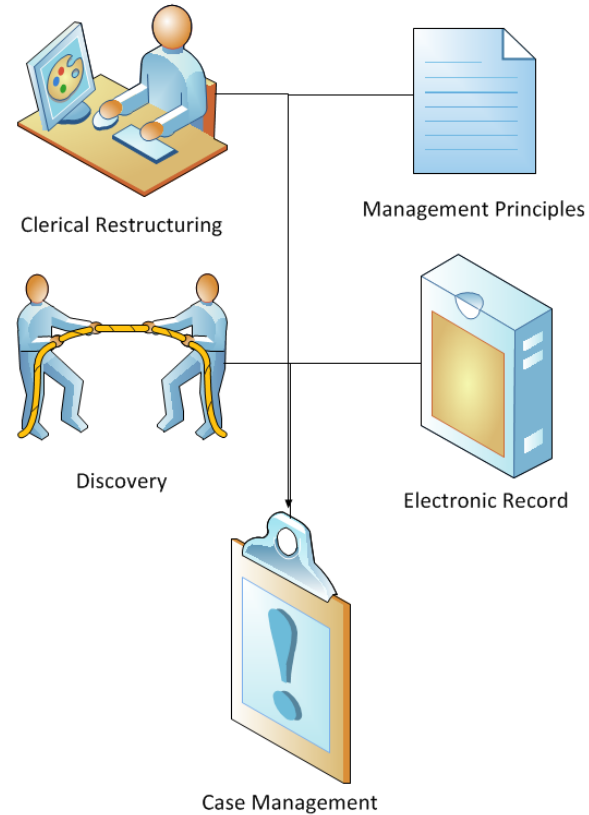 Clerical Restructuring
Management Principles
Discovery
Electronic Record
Case Management